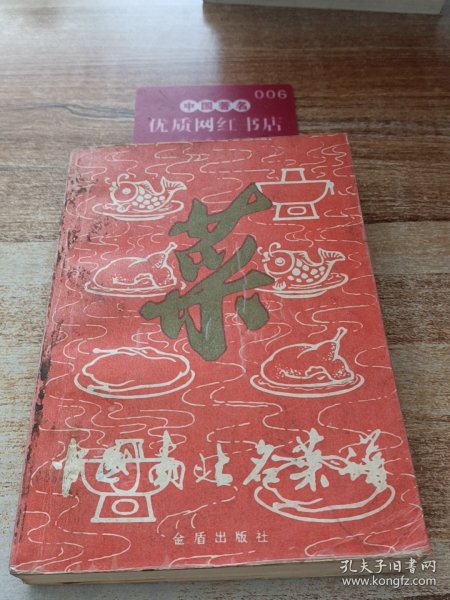 006
中国著名
优质网红书店
菜
中国南北名菜谱
金盾出版社
孔夫子旧书网
www.kongfz.com